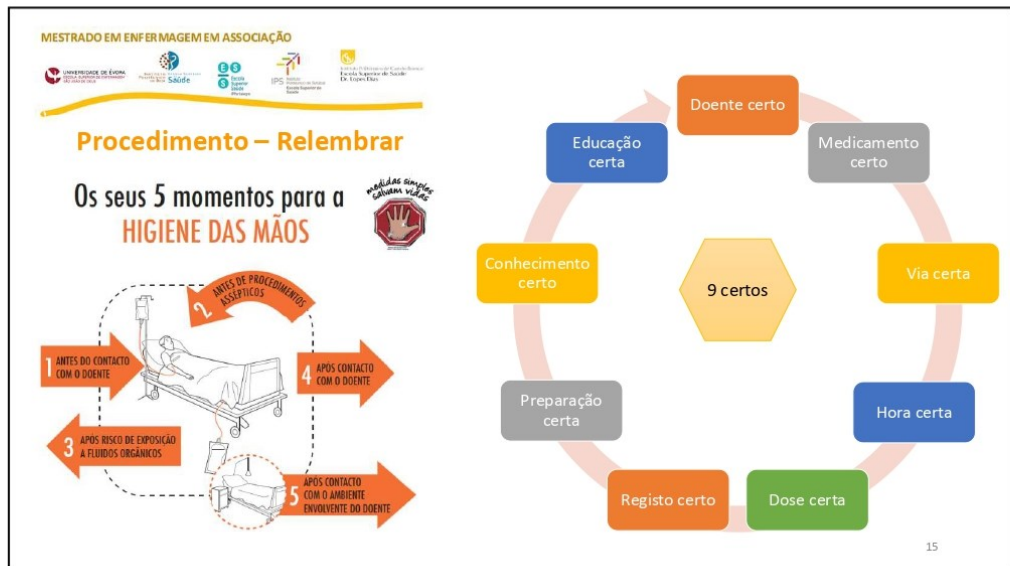 MESTRADO EM ENFERMAGEM EM ASSOCIAÇÃO
UNIVERSIDADE DE ÉVORA
Saúde
ESS
Escola
Superior
Saúde
IPS
Escola Superior de
Saúde
Escola Superior de Saúde
Dr. Lopes Dias
Procedimento – Relembrar
Os seus 5 momentos para a
HIGIENE DAS MÃOS
medidas simples
salvam vidas
1 ANTES DO CONTACTO
COM O DOENTE
2 ANTES DE PROCEDIMENTOS
ASSÉPTICOS
3 APÓS RISCO DE EXPOSIÇÃO
A FLUIDOS ORGÂNICOS
4 APÓS CONTACTO
COM O DOENTE
5 APÓS CONTACTO
COM O AMBIENTE
ENVOLVENTE DO DOENTE
9 certos
Doente certo
Medicamento
certo
Via certa
Hora certa
Dose certa
Registo certo
Preparação
certa
Conhecimento
certo
Educação
certa
15